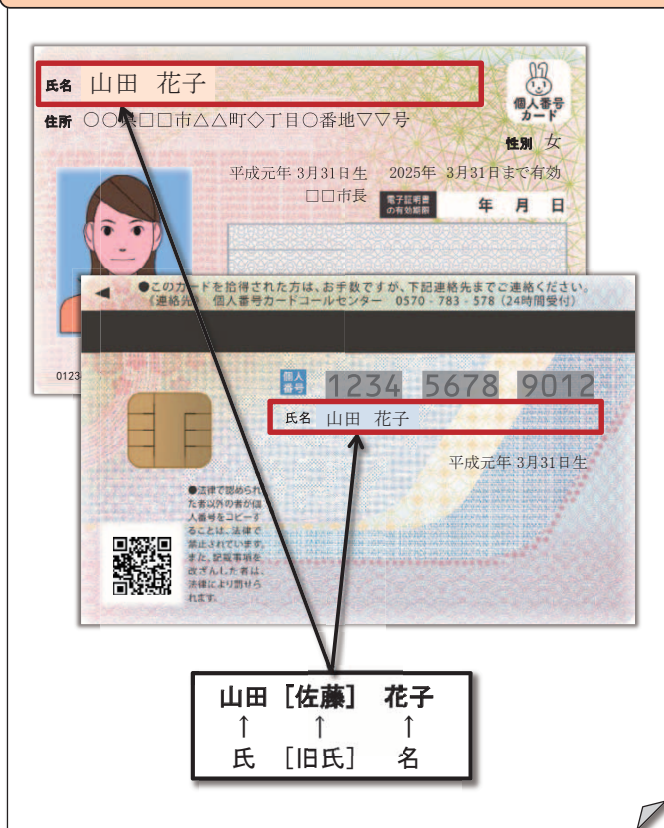 氏名 山田 花子
個人番号
カード
住所 ○○県□□市△△町◇丁目○番地▽▽号
性別 女
平成元年 3月31日生 2025年 3月31日まで有効
□□市長
電子証明書
の有効期限
年 月 日
0123
●このカードを拾得された方は、お手数ですが、下記連絡先までご連絡ください。
《連絡先》 個人番号カードコールセンター 0570-783-578 (24時間受付)
個人
番号
1234 5678 9012
氏名 山田 花子
平成元年 3月31日生
●法律で認められ
た者以外の者が個
人番号をコピーす
ることは、法律で
禁止されています。
また、記載事項を
改ざんした者は、
法律により罰せら
れます。
山田 [佐藤] 花子
↑ ↑ ↑
氏 [旧氏] 名